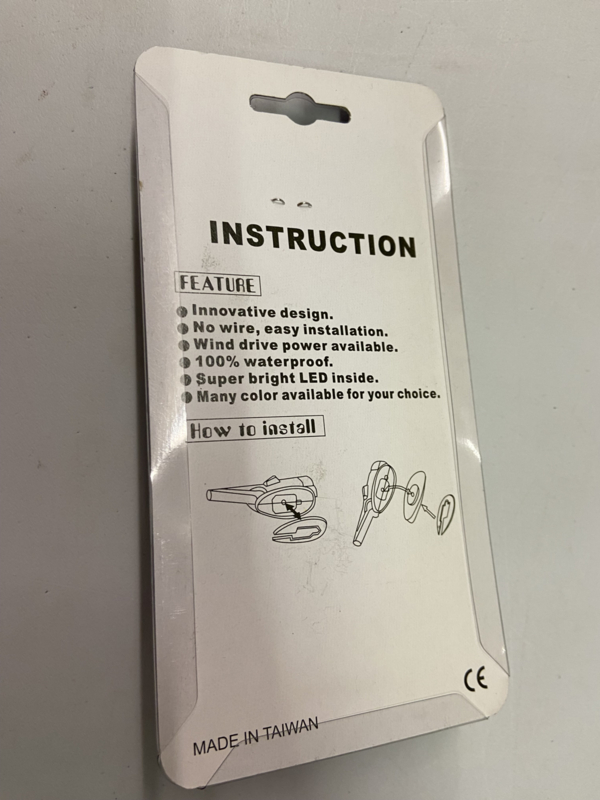 INSTRUCTION
FEATURE
Innovative design.
No wire, easy installation.
Wind drive power available.
100% waterproof.
Super bright LED inside.
Many color available for your choice.
How to install
CE
MADE IN TAIWAN